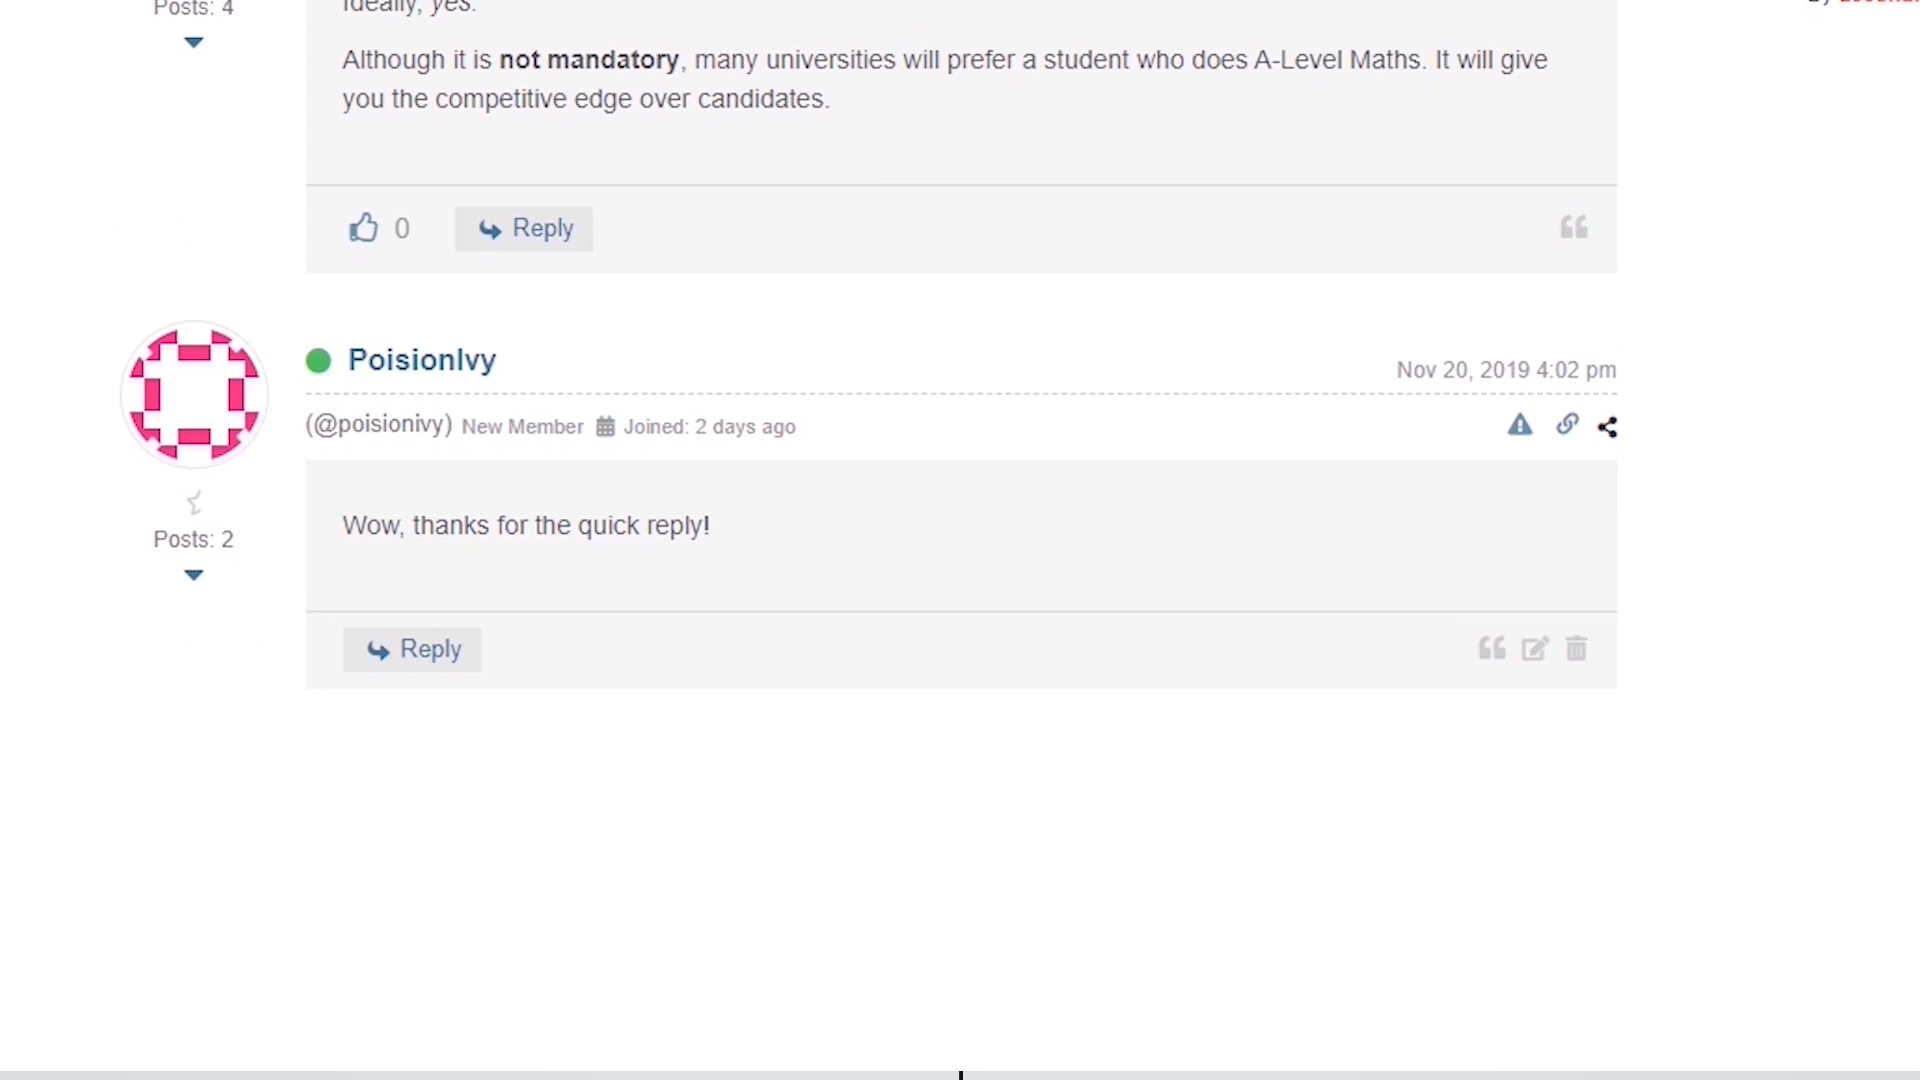 Posts: 4
Ideally, yes.
Although it is not mandatory, many universities will prefer a student who does A-Level Maths. It will give
you the competitive edge over candidates.
0
Reply
PoisionIvy
Nov 20, 2019 4:02 pm
(@poisionivy) New Member Joined: 2 days ago
Wow, thanks for the quick reply!
Posts: 2
Reply